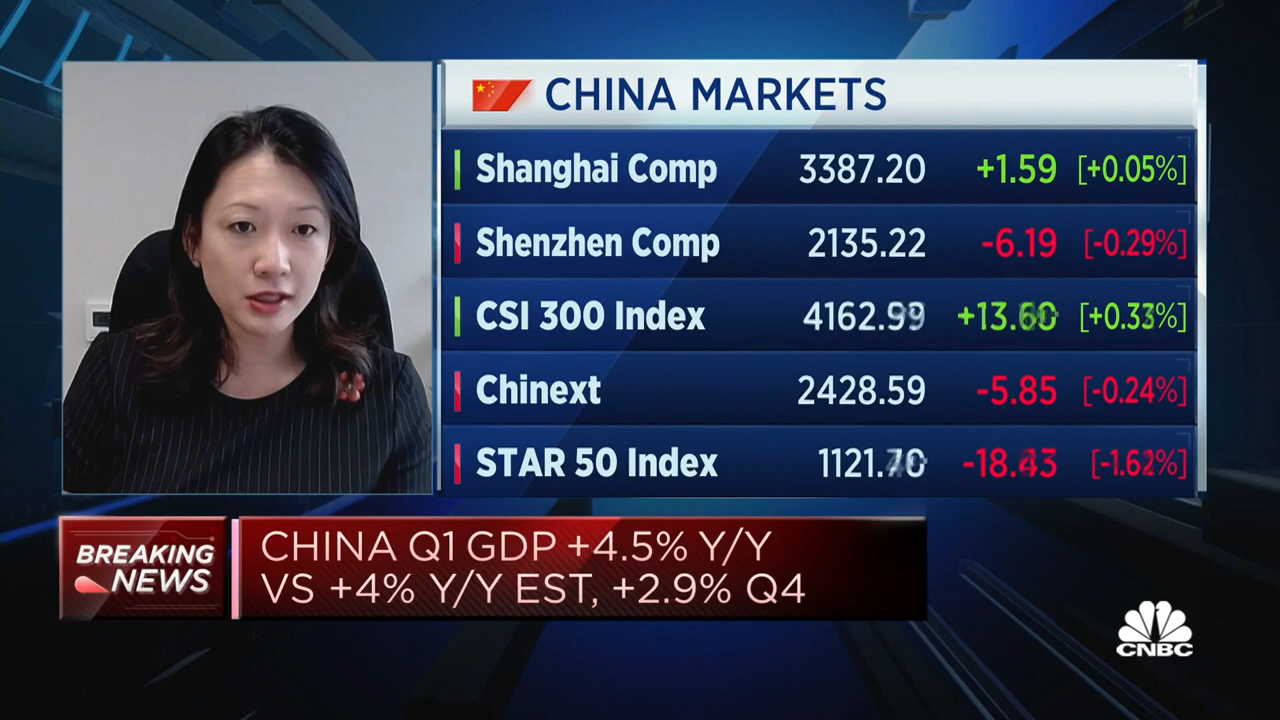 CHINA MARKETS
Shanghai Comp 3387.20 +1.59 [+0.05%]
Shenzhen Comp 2135.22 -6.19 [-0.29%]
CSI 300 Index [+0.33%]
Chinext 2428.59 -5.85 [-0.24%]
STAR 50 Index
BREAKING
NEWS
CHINA Q1 GDP +4.5% Y/Y
VS +4% Y/Y EST, +2.9% Q4
CNBC